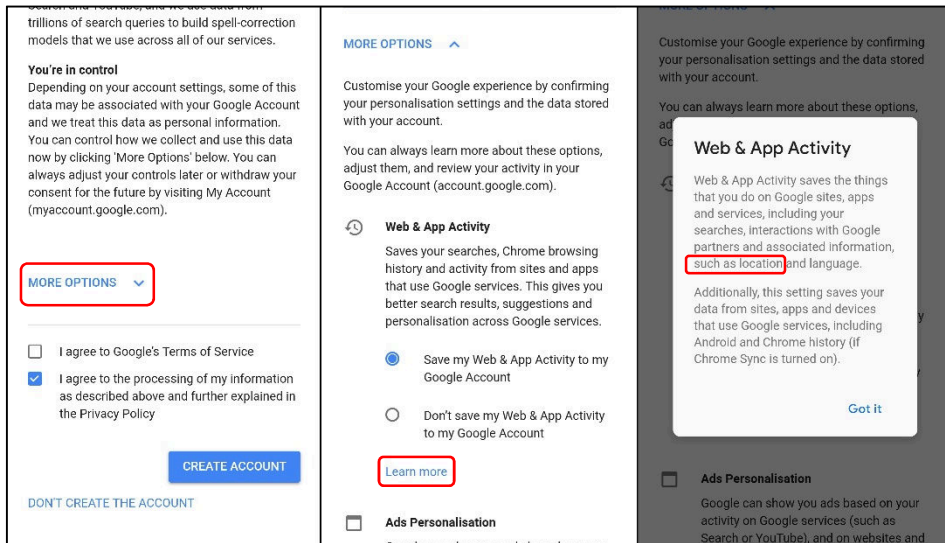 Search and YouTube, and we use data from
trillions of search queries to build spell-correction
models that we use across all of our services.
You're in control
Depending on your account settings, some of this
data may be associated with your Google Account
and we treat this data as personal information.
You can control how we collect and use this data
now by clicking 'More Options' below. You can
always adjust your controls later or withdraw your
consent for the future by visiting My Account
(myaccount.google.com).
MORE OPTIONS
I agree to Google's Terms of Service
I agree to the processing of my information
as described above and further explained in
the Privacy Policy
CREATE ACCOUNT
DON'T CREATE THE ACCOUNT
MORE OPTIONS
Customise your Google experience by confirming
your personalisation settings and the data stored
with your account.
You can always learn more about these options,
adjust them, and review your activity in your
Google Account (account.google.com).
Web & App Activity
Saves your searches, Chrome browsing
history and activity from sites and apps
that use Google services. This gives you
better search results, suggestions and
personalisation across Google services.
Save my Web & App Activity to my
Google Account
Don't save my Web & App Activity
to my Google Account
Learn more
Ads Personalisation
MORE OPTIONS
Customise your Google experience by confirming
your personalisation settings and the data stored
with your account.
You can always learn more about these options,
Web & App Activity
Web & App Activity saves the things
that you do on Google sites, apps
and services, including your
searches, interactions with Google
partners and associated information,
such as location and language.
Additionally, this setting saves your
data from sites, apps and devices
that use Google services, including
Android and Chrome history (if
Chrome Sync is turned on).
Got it
Ads Personalisation
Google can show you ads based on your
activity on Google services (such as
Search or YouTube), and on websites and